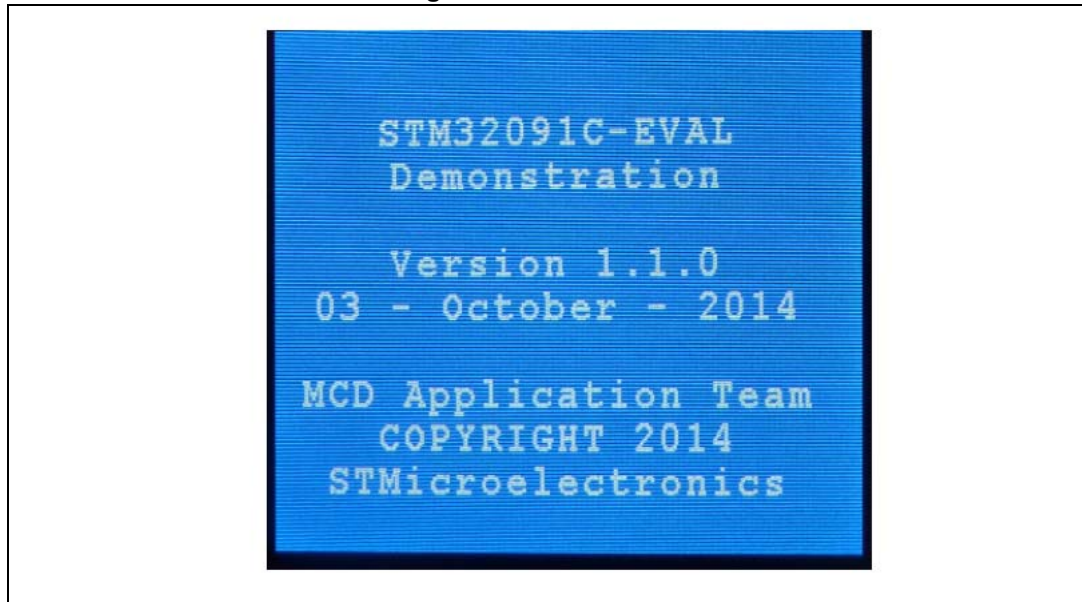 STM32091C-EVAL
Demonstration
Version 1.1.0
03 - October - 2014
MCD Application Team
COPYRIGHT 2014
STMicroelectronics